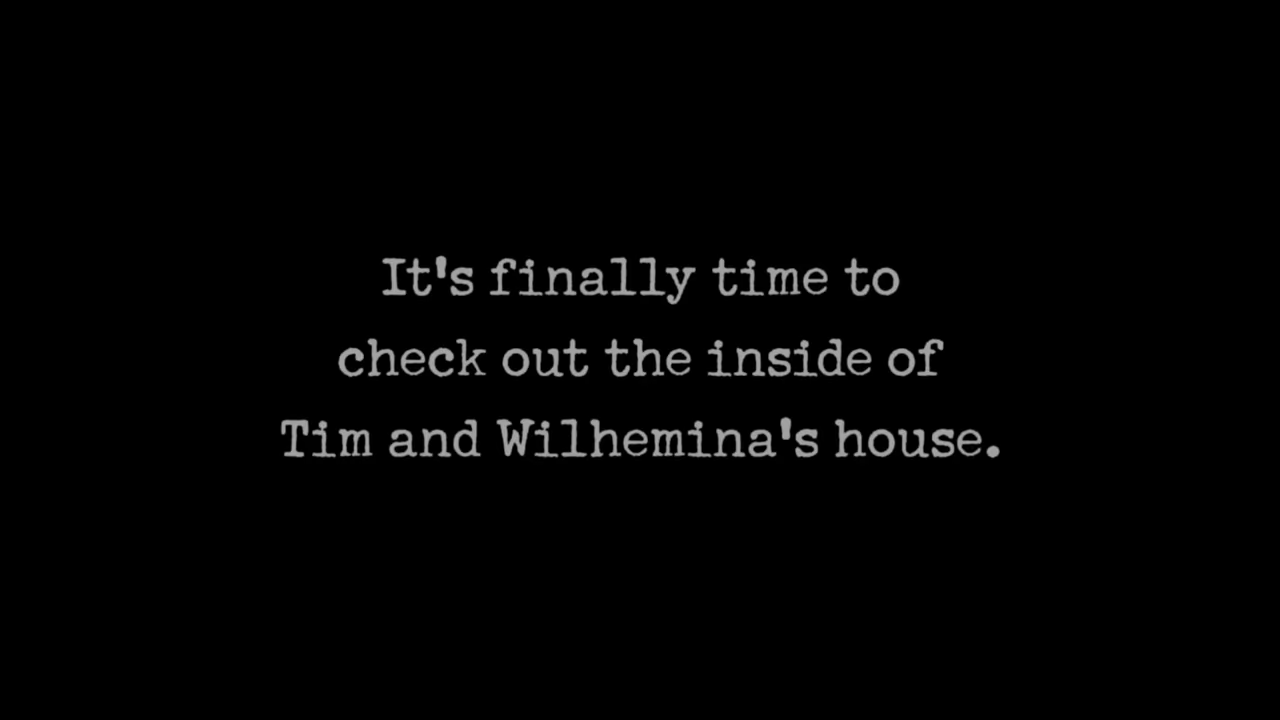 It's finally time to
check out the inside of
Tim and Wilhemina's house.